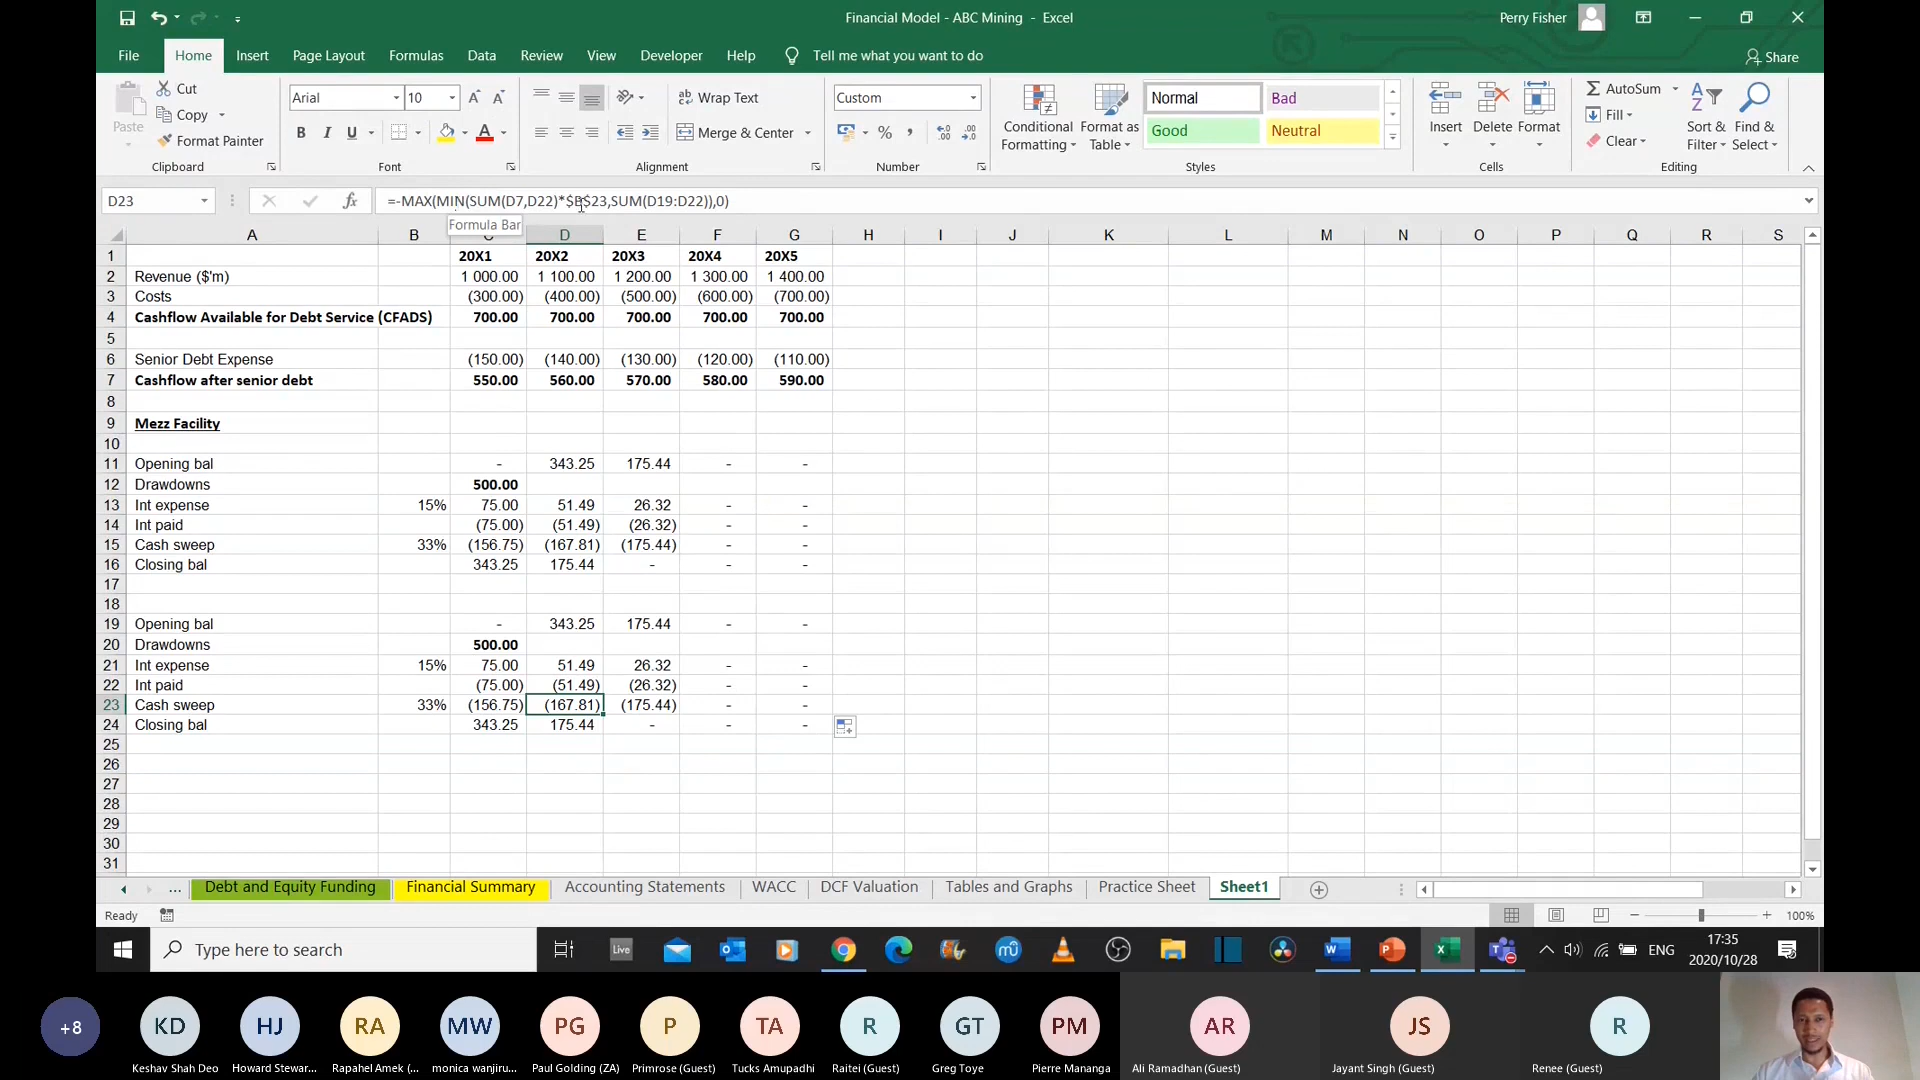 Financial Model - ABC Mining - Excel
Perry Fisher
File Home Insert Page Layout Formulas Data Review View Developer Help Tell me what you want to do
Share
Paste
Cut
Copy
Format Painter
Clipboard
Arial 10
B I U
Font
Wrap Text
Merge & Center
Alignment
Custom
%
Number
Conditional Formatting
Format as Table
Normal Bad
Good Neutral
Styles
Insert Delete Format
Cells
AutoSum
Fill
Clear
Sort & Filter
Find & Select
Editing
D23 fx =-MAX(MIN(SUM(D7,D22)*$B$23,SUM(D19:D22)),0)
Formula Bar
A B C D E F G H I J K L M N O P Q R S
1 20X1 20X2 20X3 20X4 20X5
2 Revenue ($'m) 1 000.00 1 100.00 1 200.00 1 300.00 1 400.00
3 Costs (300.00) (400.00) (500.00) (600.00) (700.00)
4 Cashflow Available for Debt Service (CFADS) 700.00 700.00 700.00 700.00 700.00
5
6 Senior Debt Expense (150.00) (140.00) (130.00) (120.00) (110.00)
7 Cashflow after senior debt 550.00 560.00 570.00 580.00 590.00
8
9 Mezz Facility
10
11 Opening bal - 343.25 175.44 - -
12 Drawdowns 500.00
13 Int expense 15% 75.00 51.49 26.32 - -
14 Int paid (75.00) (51.49) (26.32) - -
15 Cash sweep 33% (156.75) (167.81) (175.44) - -
16 Closing bal 343.25 175.44 - - -
17
18
19 Opening bal - 343.25 175.44 - -
20 Drawdowns 500.00
21 Int expense 15% 75.00 51.49 26.32 - -
22 Int paid (75.00) (51.49) (26.32) - -
23 Cash sweep 33% (156.75) (167.81) (175.44) - -
24 Closing bal 343.25 175.44 - - -
25
26
27
28
29
30
31
... Debt and Equity Funding Financial Summary Accounting Statements WACC DCF Valuation Tables and Graphs Practice Sheet Sheet1
Ready
100%
Type here to search
Live
ENG
17:35
2020/10/28
+8 KD HJ RA MW PG P TA R GT PM AR JS R
Keshav Shah Deo Howard Stewar... Rapahel Amek (... monica wanjiru... Paul Golding (ZA) Primrose (Guest) Tucks Amupadhi Raitei (Guest) Greg Toye Pierre Mananga Ali Ramadhan (Guest) Jayant Singh (Guest) Renee (Guest)